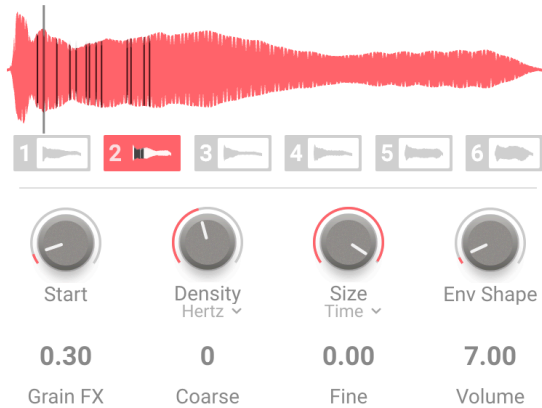 1 2 3 4 5 6
Start Density Size Env Shape
Hertz Time
0.30 0 0.00 7.00
Grain FX Coarse Fine Volume